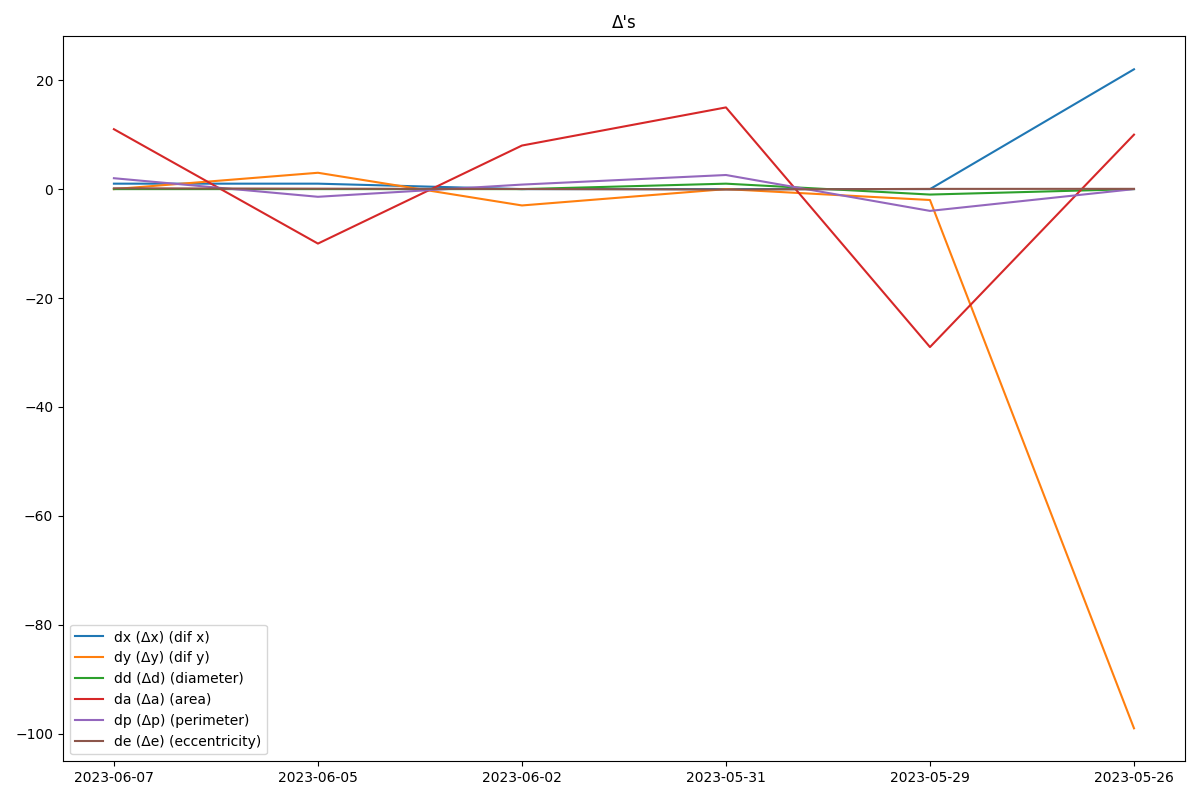 Δ's
20
0
−20
−40
−60
−80
−100
dx (Δx) (dif x)
dy (Δy) (dif y)
dd (Δd) (diameter)
da (Δa) (area)
dp (Δp) (perimeter)
de (Δe) (eccentricity)
2023-06-07 2023-06-05 2023-06-02 2023-05-31 2023-05-29 2023-05-26